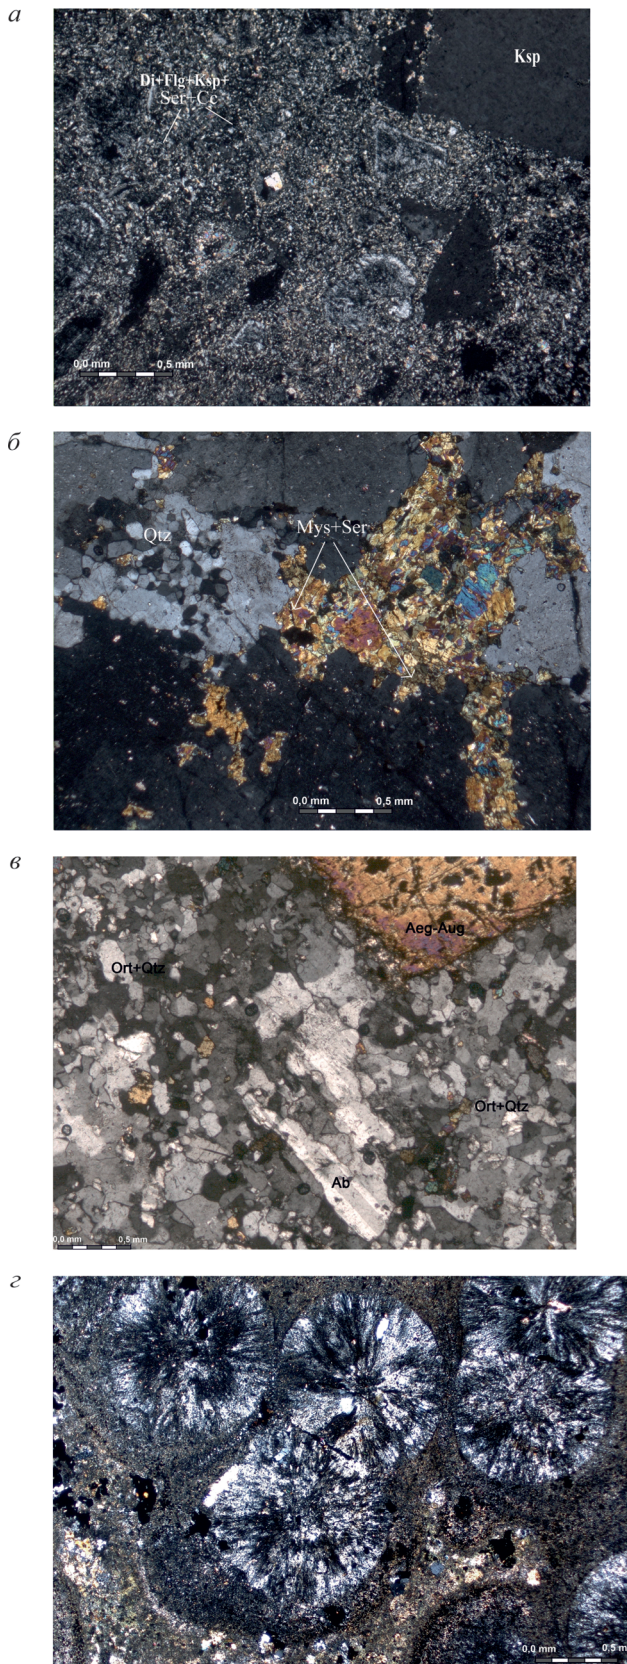 а
Ksp
Di+Flg+Ksp+
Ser+Cc
0,0 mm 0,5 mm
б
Qtz
Mys+Ser
0,0 mm 0,5 mm
в
Aeg-Aug
Ort+Qtz
Ort+Qtz
Ab
0,0 mm 0,5 mm
г
0,0 mm 0,5 m